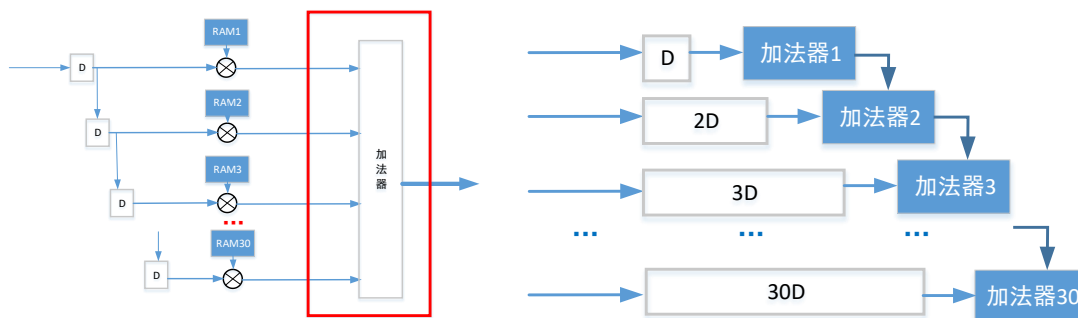 RAM1
D
RAM2
D
RAM3
D
...
RAM30
D
加法器
D
加法器1
2D
加法器2
3D
加法器3
... ... ...
30D
加法器30